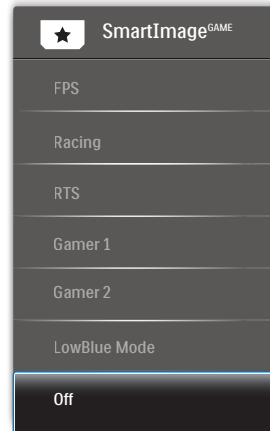 SmartImageGAME
FPS
Racing
RTS
Gamer 1
Gamer 2
LowBlue Mode
Off